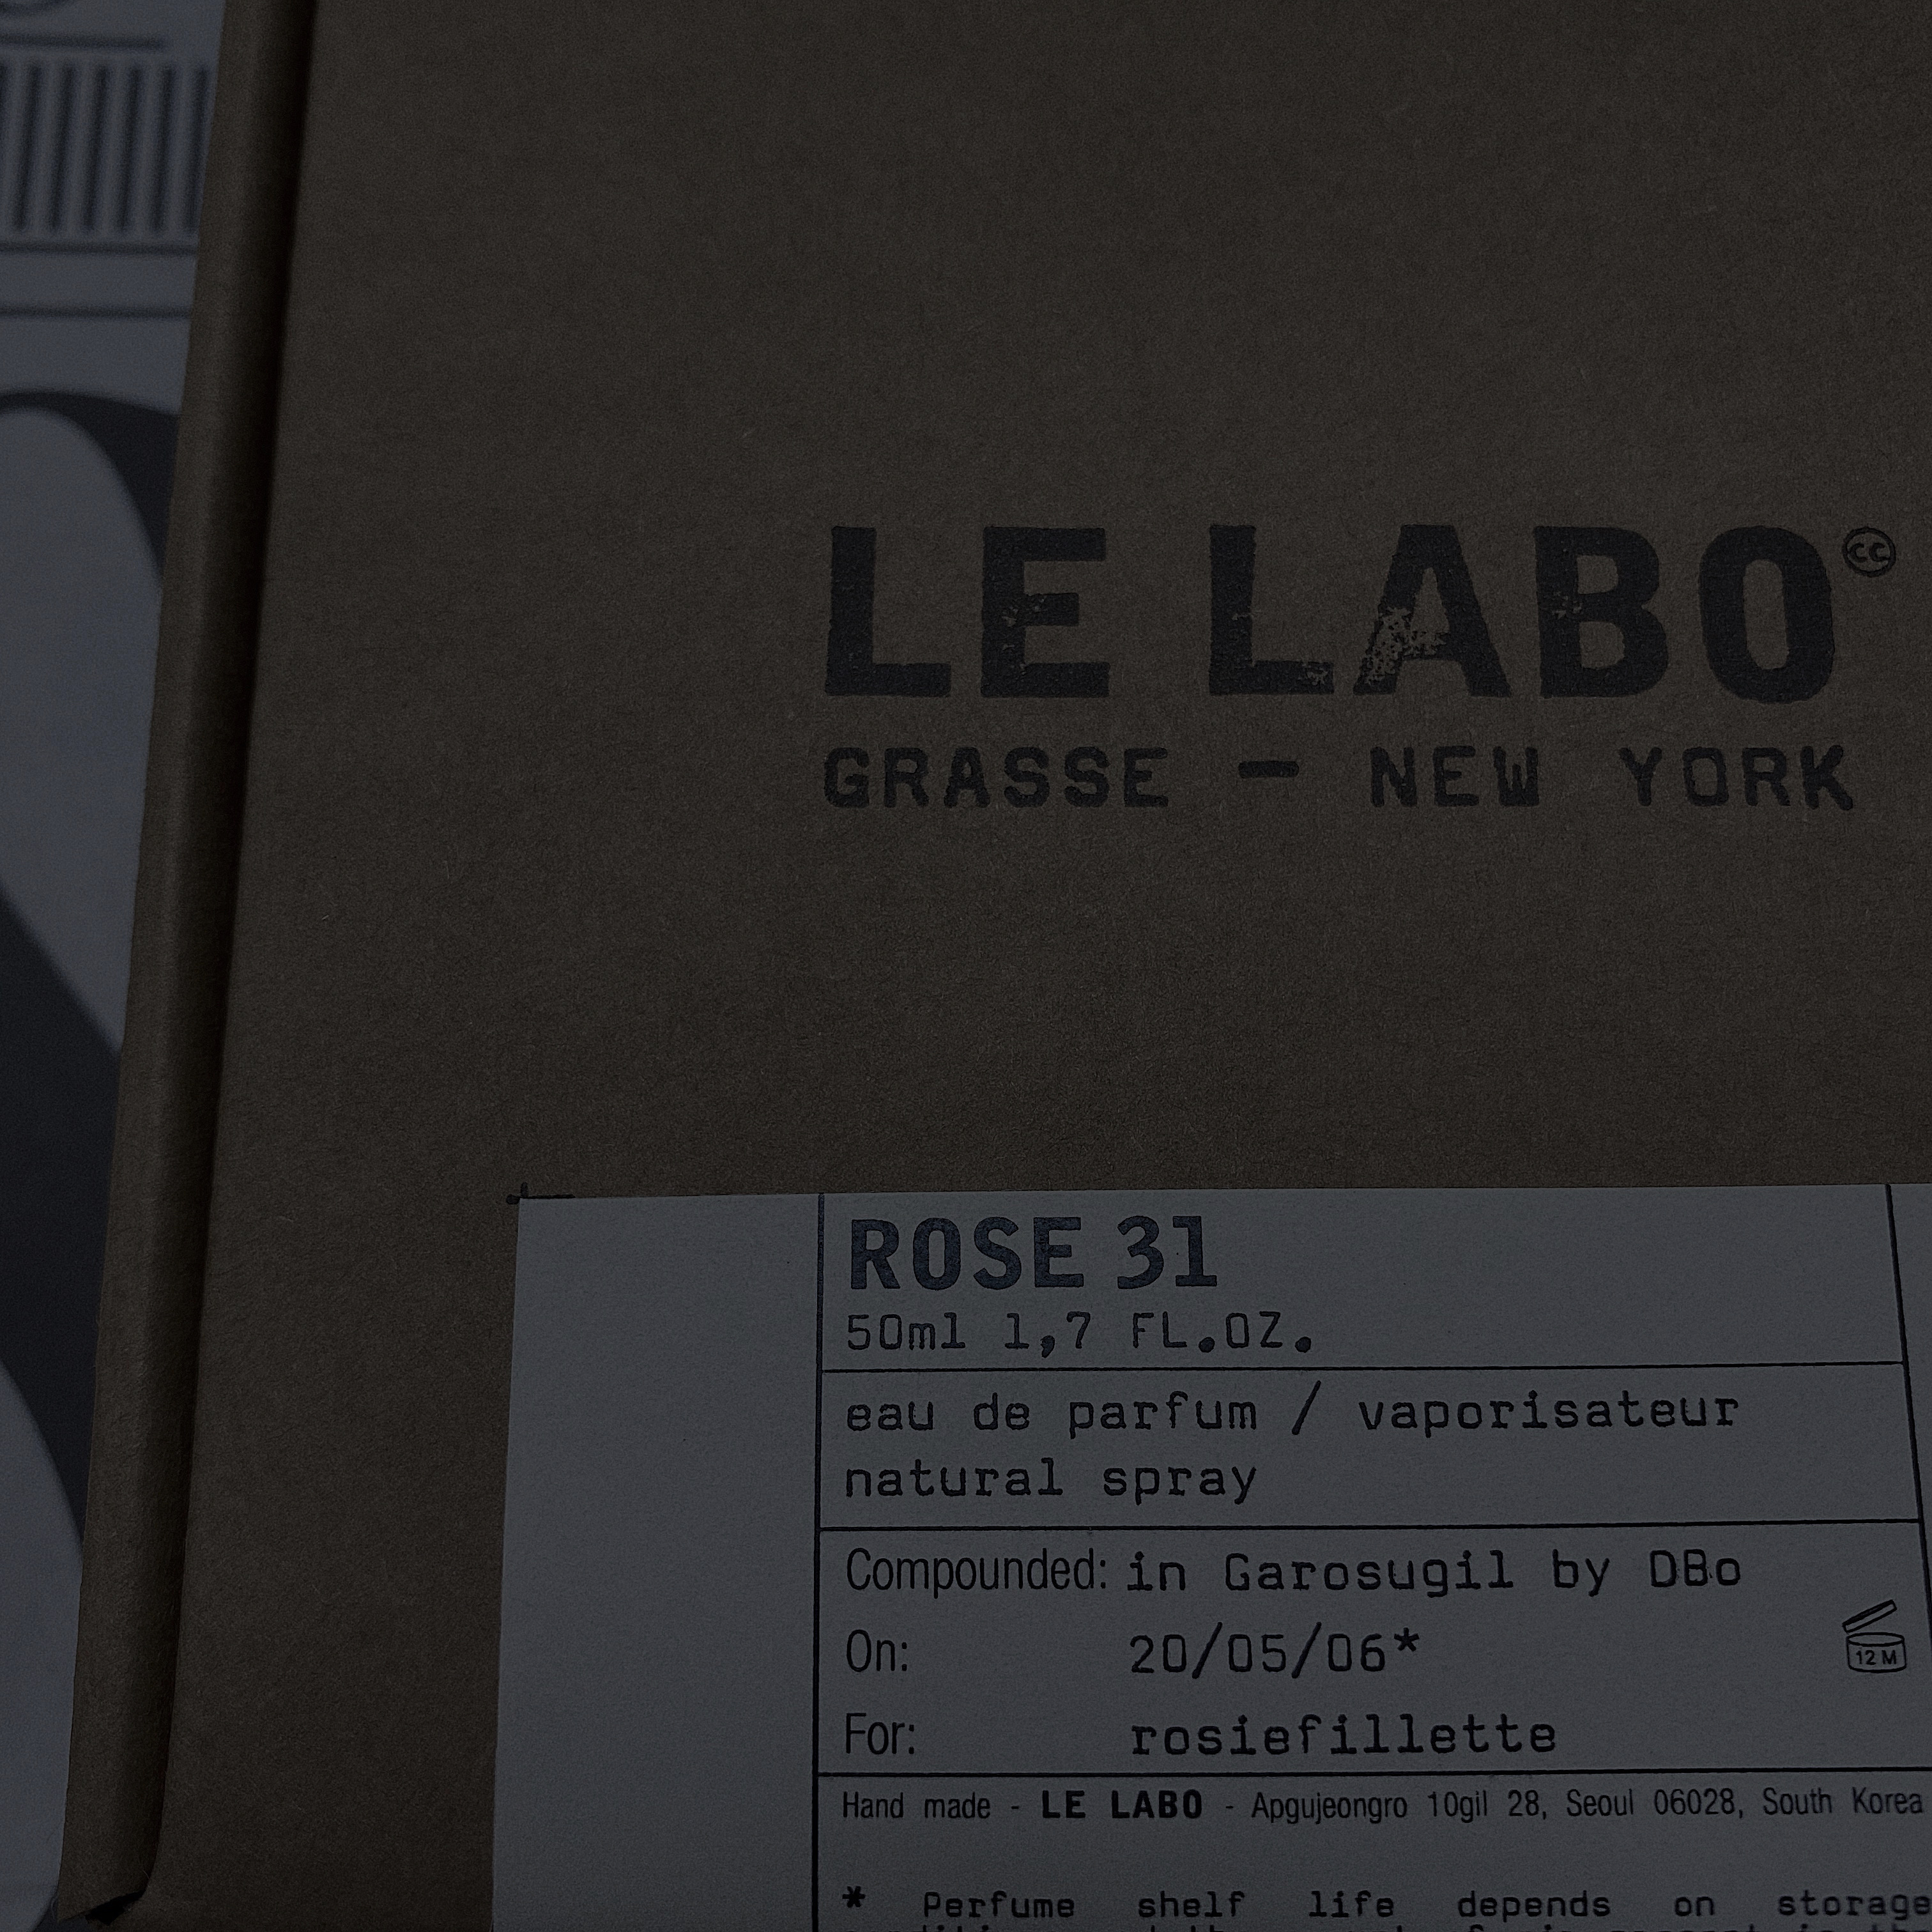 LE LABO
GRASSE — NEW YORK
ROSE 31
50ml 1,7 FL.OZ.
eau de parfum / vaporisateur
natural spray
Compounded: in Garosugil by DBo
On: 20/05/06*
12 M
For: rosiefillette
Hand made - LE LABO - Apgujeongro 10gil 28, Seoul 06028, South Korea
* Perfume shelf life depends on storage